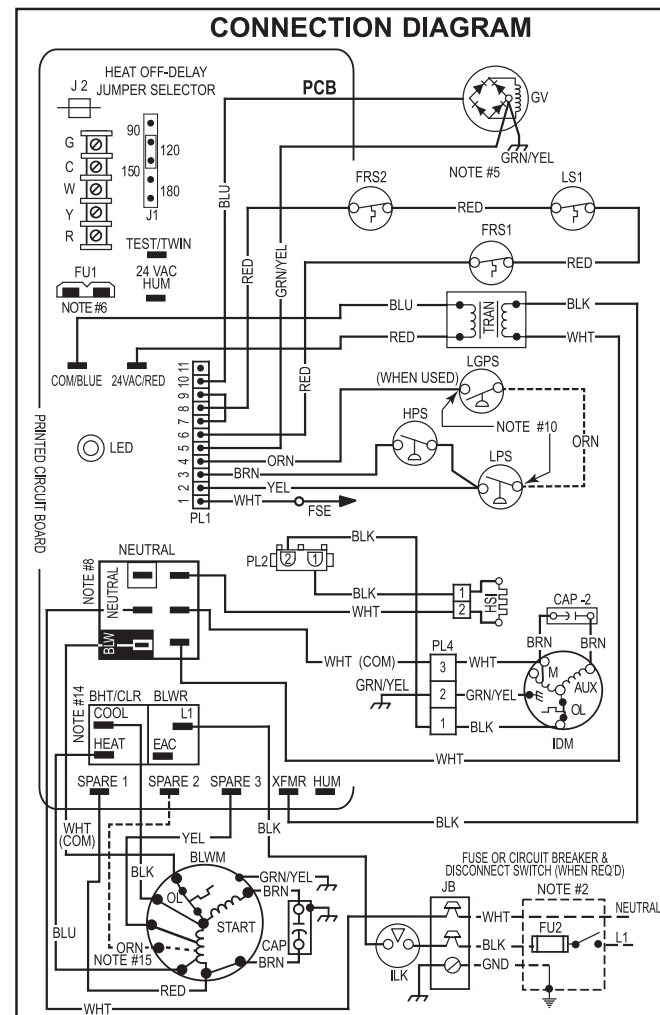 CONNECTION DIAGRAM
HEAT OFF-DELAY
JUMPER SELECTOR
J 2
PCB
GV
G
C
W
Y
R
90
120
150
180
J1
GRN/YEL
NOTE #5
BLU
RED
GRN/YEL
RED
FRS2
LS1
RED
FRS1
RED
TEST/TWIN
24 VAC
HUM
FU1
NOTE #6
BLU
RED
TRAN
BLK
WHT
COM/BLUE
24VAC/RED
(WHEN USED)
LGPS
NOTE #10
HPS
LPS
ORN
PRINTED CIRCUIT BOARD
LED
11
10
9
8
7
6
5
4
3
2
1
PL1
ORN
BRN
YEL
WHT
FSE
BLK
NEUTRAL
NOTE #8
NEUTRAL
BLW
PL2
2
1
BLK
WHT
1
2
HSI
CAP -2
BRN
BRN
PL4
WHT (COM)
3
WHT
GRN/YEL
2
GRN/YEL
1
BLK
M
AUX
OL
IDM
WHT
NOTE #14
BHT/CLR
BLWR
COOL
L1
HEAT
EAC
SPARE 1
SPARE 2
SPARE 3
XFMR
HUM
WHT
(COM)
YEL
BLK
BLK
BLK
BLWM
GRN/YEL
BRN
OL
START
CAP
BRN
BLU
ORN
NOTE #15
RED
WHT
ILK
JB
FUSE OR CIRCUIT BREAKER &
DISCONNECT SWITCH (WHEN REQ'D)
NOTE #2
WHT
NEUTRAL
FU2
BLK
L1
GND